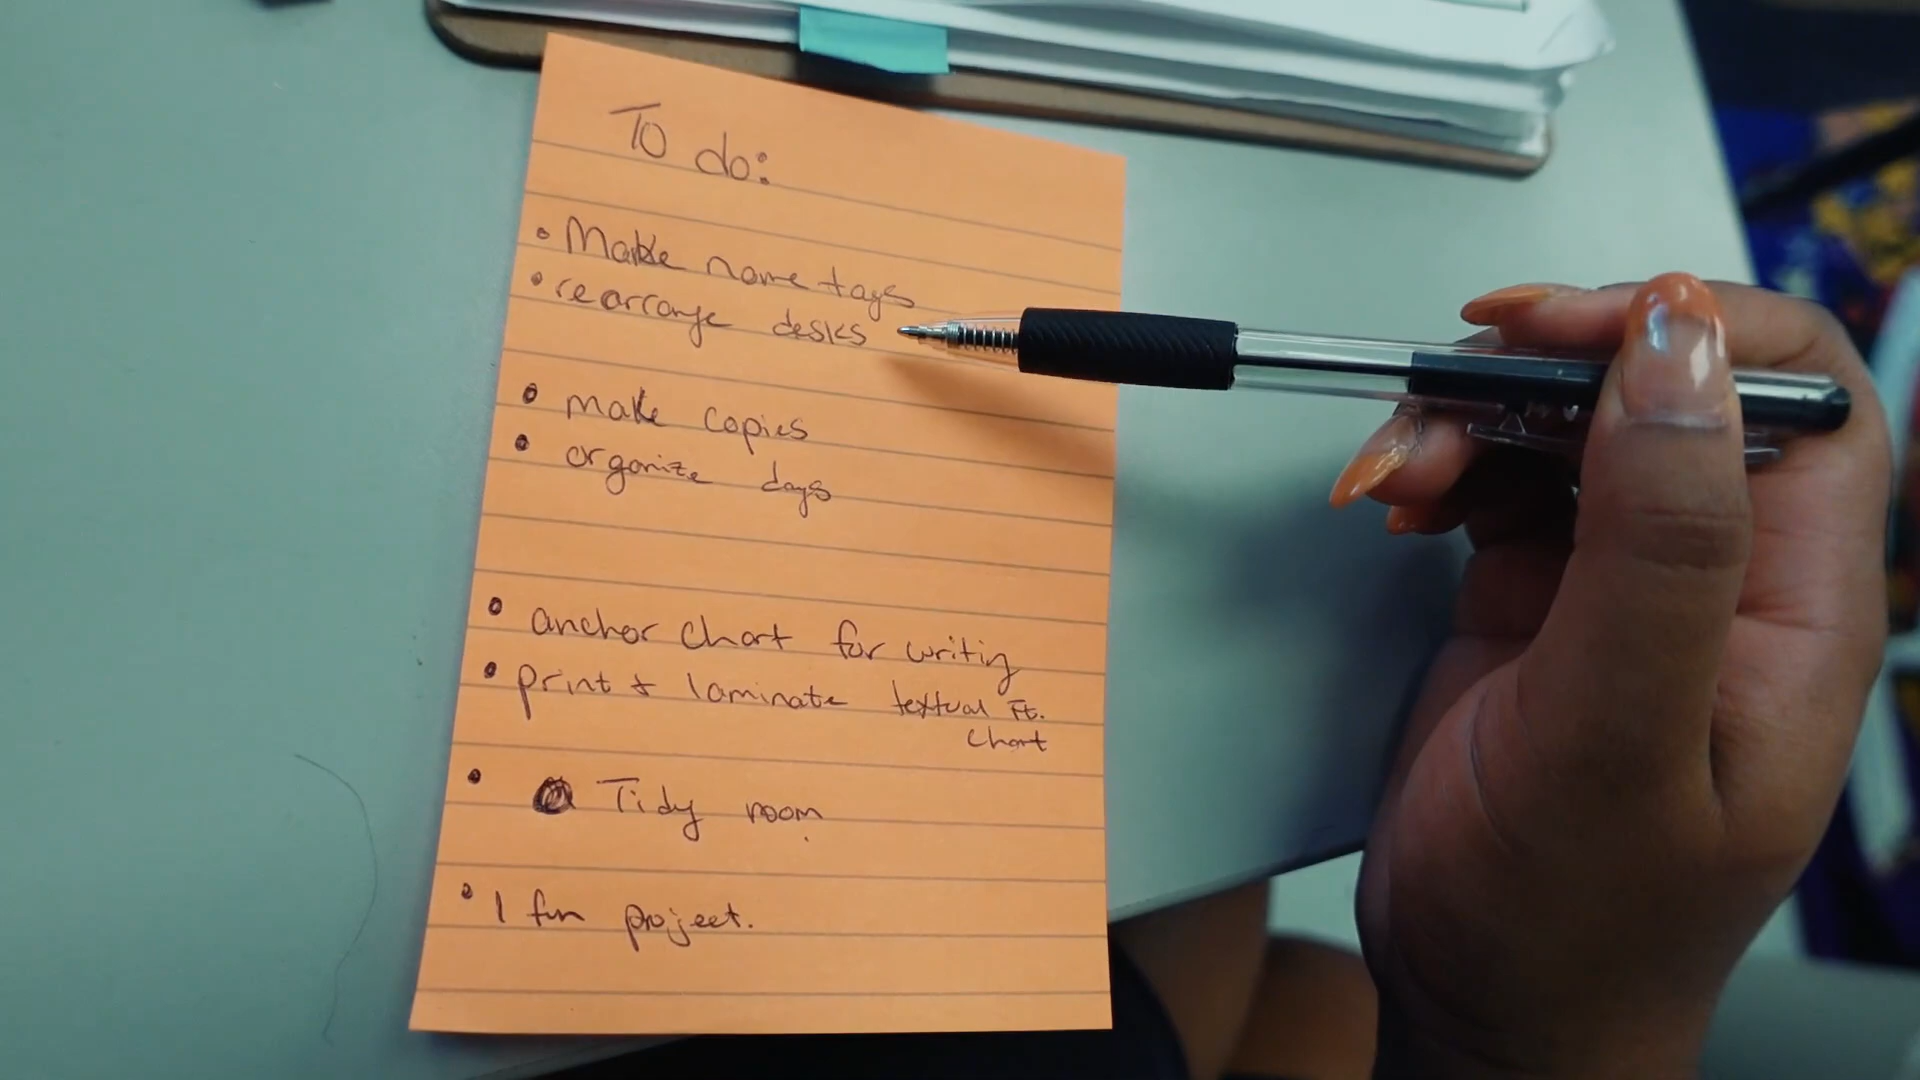 To do:
• Make name tags
• rearrange desks
• make copies
• organize days
• anchor chart for writing
• print & laminate textual Ft.
chart
• Tidy room
• 1 fun project.